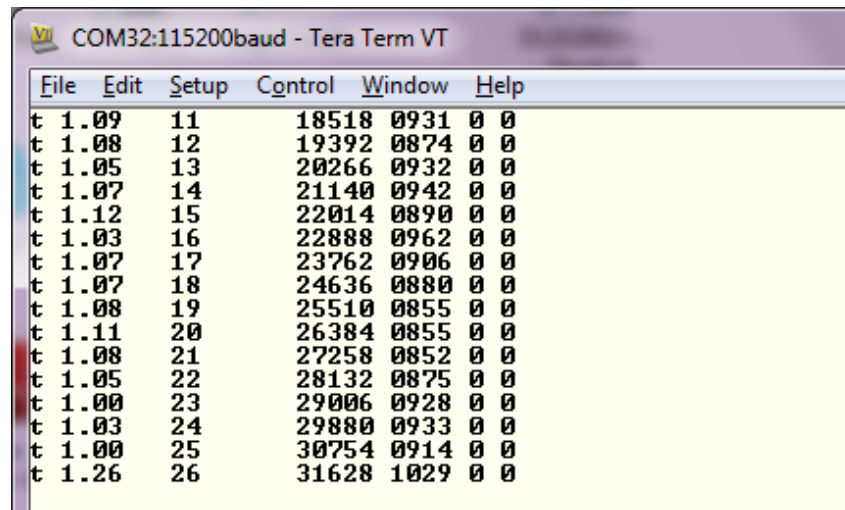 COM32:115200baud - Tera Term VT
File Edit Setup Control Window Help
t 1.09 11 18518 0931 0 0
t 1.08 12 19392 0874 0 0
t 1.05 13 20266 0932 0 0
t 1.07 14 21140 0942 0 0
t 1.12 15 22014 0890 0 0
t 1.03 16 22888 0962 0 0
t 1.07 17 23762 0906 0 0
t 1.07 18 24636 0880 0 0
t 1.08 19 25510 0855 0 0
t 1.11 20 26384 0855 0 0
t 1.08 21 27258 0852 0 0
t 1.05 22 28132 0875 0 0
t 1.00 23 29006 0928 0 0
t 1.03 24 29880 0933 0 0
t 1.00 25 30754 0914 0 0
t 1.26 26 31628 1029 0 0